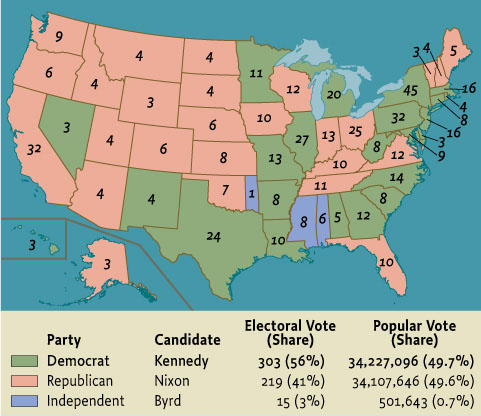 9
3 4 5
4 4
6 11
4 4 12 20 45 16
3 4
6 10 32 8
3 27 13 25 16
4 6 8 3
32 8 13 12 9
10
11 14
4 4 7 1 8 8
8 6 5 12
24 10
3
3 10
Party Candidate Electoral Vote (Share) Popular Vote (Share)
Democrat Kennedy 303 (56%) 34,227,096 (49.7%)
Republican Nixon 219 (41%) 34,107,646 (49.6%)
Independent Byrd 15 (3%) 501,643 (0.7%)